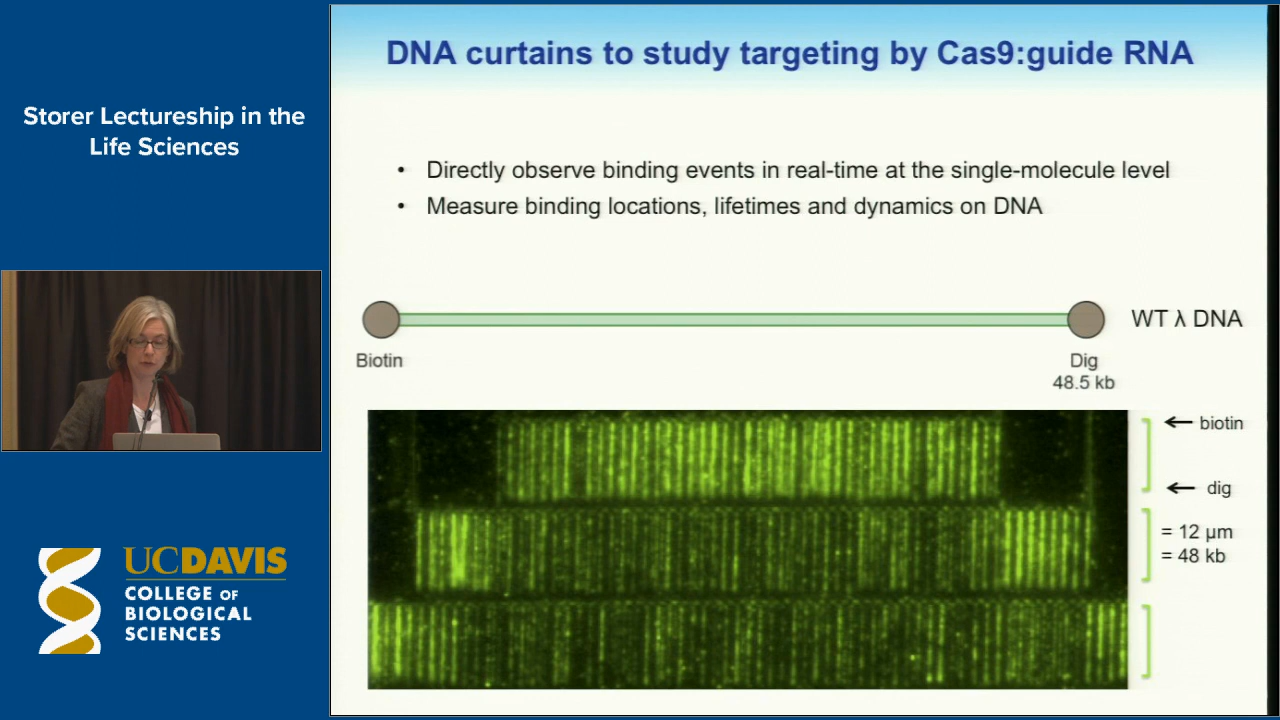 Storer Lectureship in the
Life Sciences
UCDAVIS
COLLEGE OF
BIOLOGICAL
SCIENCES
DNA curtains to study targeting by Cas9:guide RNA
• Directly observe binding events in real-time at the single-molecule level
• Measure binding locations, lifetimes and dynamics on DNA
WT λ DNA
Biotin
Dig
48.5 kb
biotin
dig
= 12 µm
= 48 kb